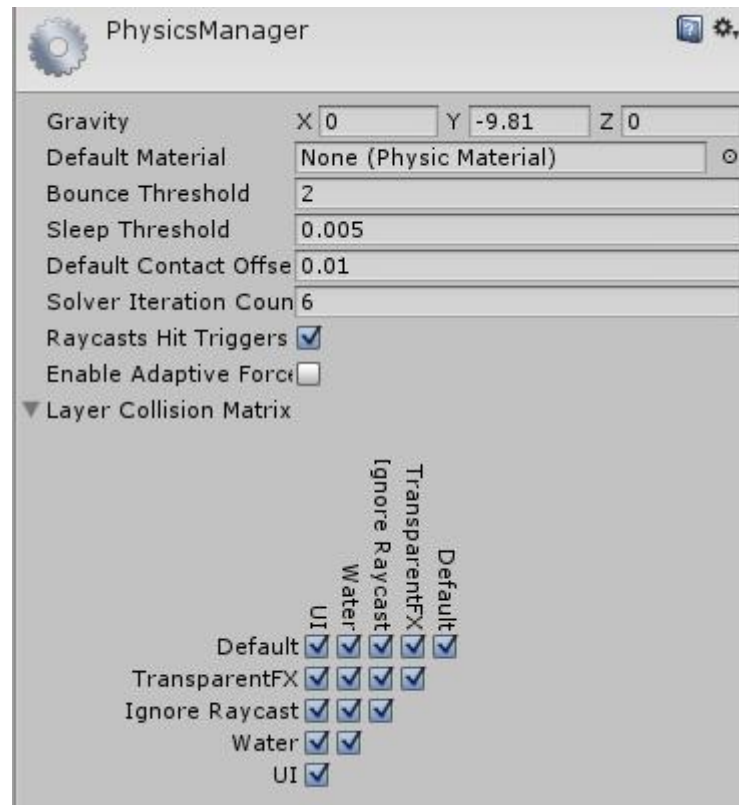 PhysicsManager
Gravity X 0 Y -9.81 Z 0
Default Material None (Physic Material)
Bounce Threshold 2
Sleep Threshold 0.005
Default Contact Offse 0.01
Solver Iteration Coun 6
Raycasts Hit Triggers
Enable Adaptive Forc
Layer Collision Matrix
UI
Water
Ignore Raycast
TransparentFX
Default
Default
TransparentFX
Ignore Raycast
Water
UI